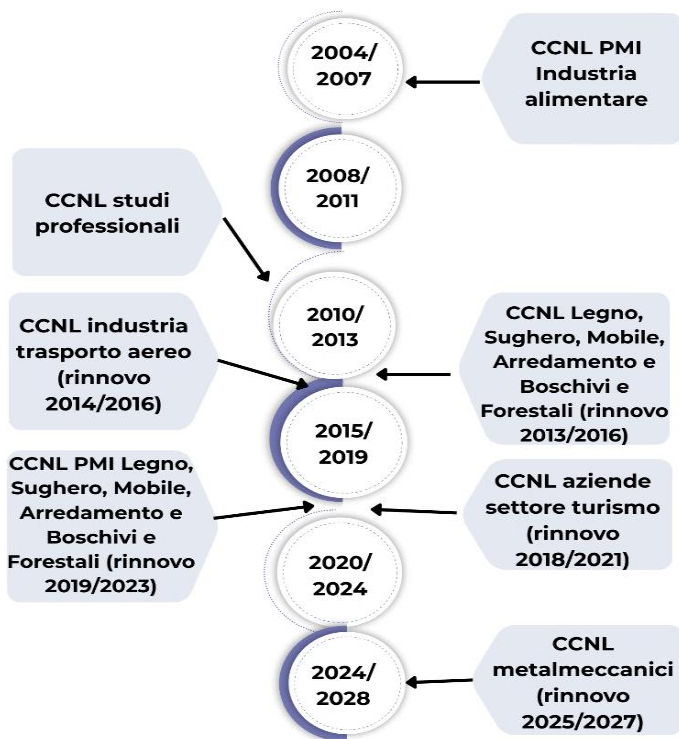 2004/
2007
CCNL PMI
Industria
alimentare
2008/
2011
CCNL studi
professionali
2010/
2013
CCNL industria
trasporto aereo
(rinnovo
2014/2016)
CCNL Legno,
Sughero, Mobile,
Arredamento e
Boschivi e
Forestali (rinnovo
2013/2016)
2015/
2019
CCNL PMI Legno,
Sughero, Mobile,
Arredamento e
Boschivi e
Forestali (rinnovo
2019/2023)
CCNL aziende
settore turismo
(rinnovo
2018/2021)
2020/
2024
2024/
2028
CCNL
metalmeccanici
(rinnovo
2025/2027)